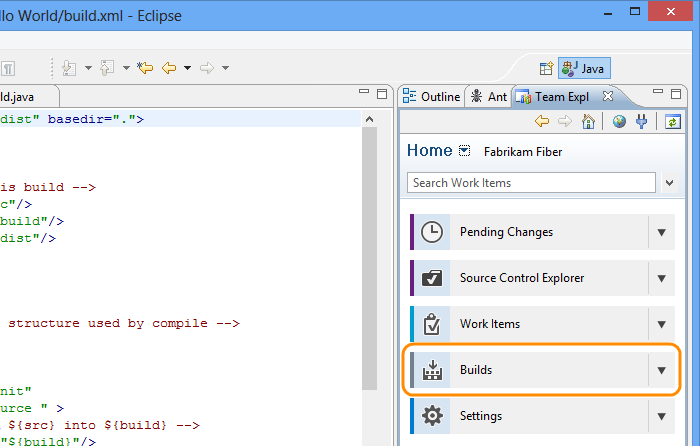 llo World/build.xml - Eclipse
Java
ld.java
Outline
Ant
Team Expl
dist" basedir=".">
is build -->
c"/>
build"/>
dist"/>
structure used by compile -->
nit"
ource " >
${src} into ${build} -->
"${build}"/>
Home
Fabrikam Fiber
Search Work Items
Pending Changes
Source Control Explorer
Work Items
Builds
Settings